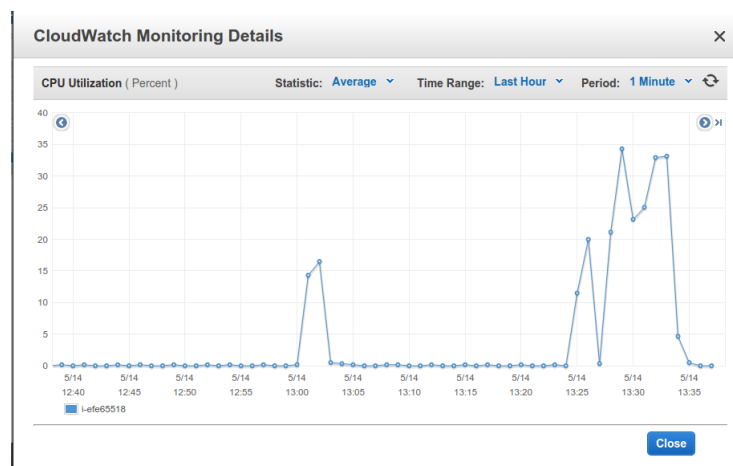 CloudWatch Monitoring Details
CPU Utilization ( Percent )
Statistic: Average
Time Range: Last Hour
Period: 1 Minute
40
35
30
25
20
15
10
5
0
5/14 5/14 5/14 5/14 5/14 5/14 5/14 5/14 5/14 5/14 5/14 5/14
12:40 12:45 12:50 12:55 13:00 13:05 13:10 13:15 13:20 13:25 13:30 13:35
i-efe65518
Close